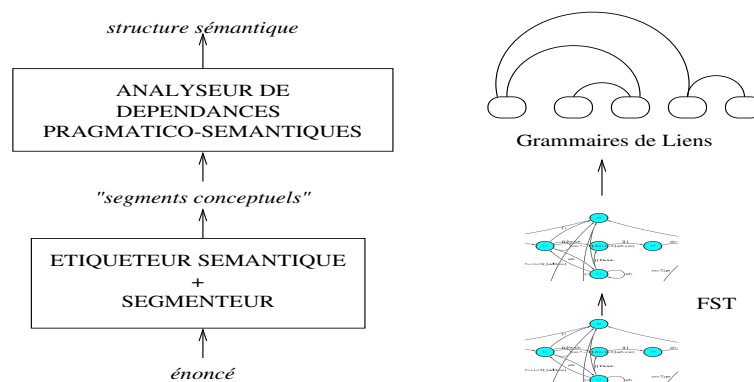 structure sémantique
ANALYSEUR DE
DEPENDANCES
PRAGMATICO-SEMANTIQUES
"segments conceptuels"
ETIQUETEUR SEMANTIQUE
+
SEGMENTEUR
énoncé
Grammaires de Liens
FST